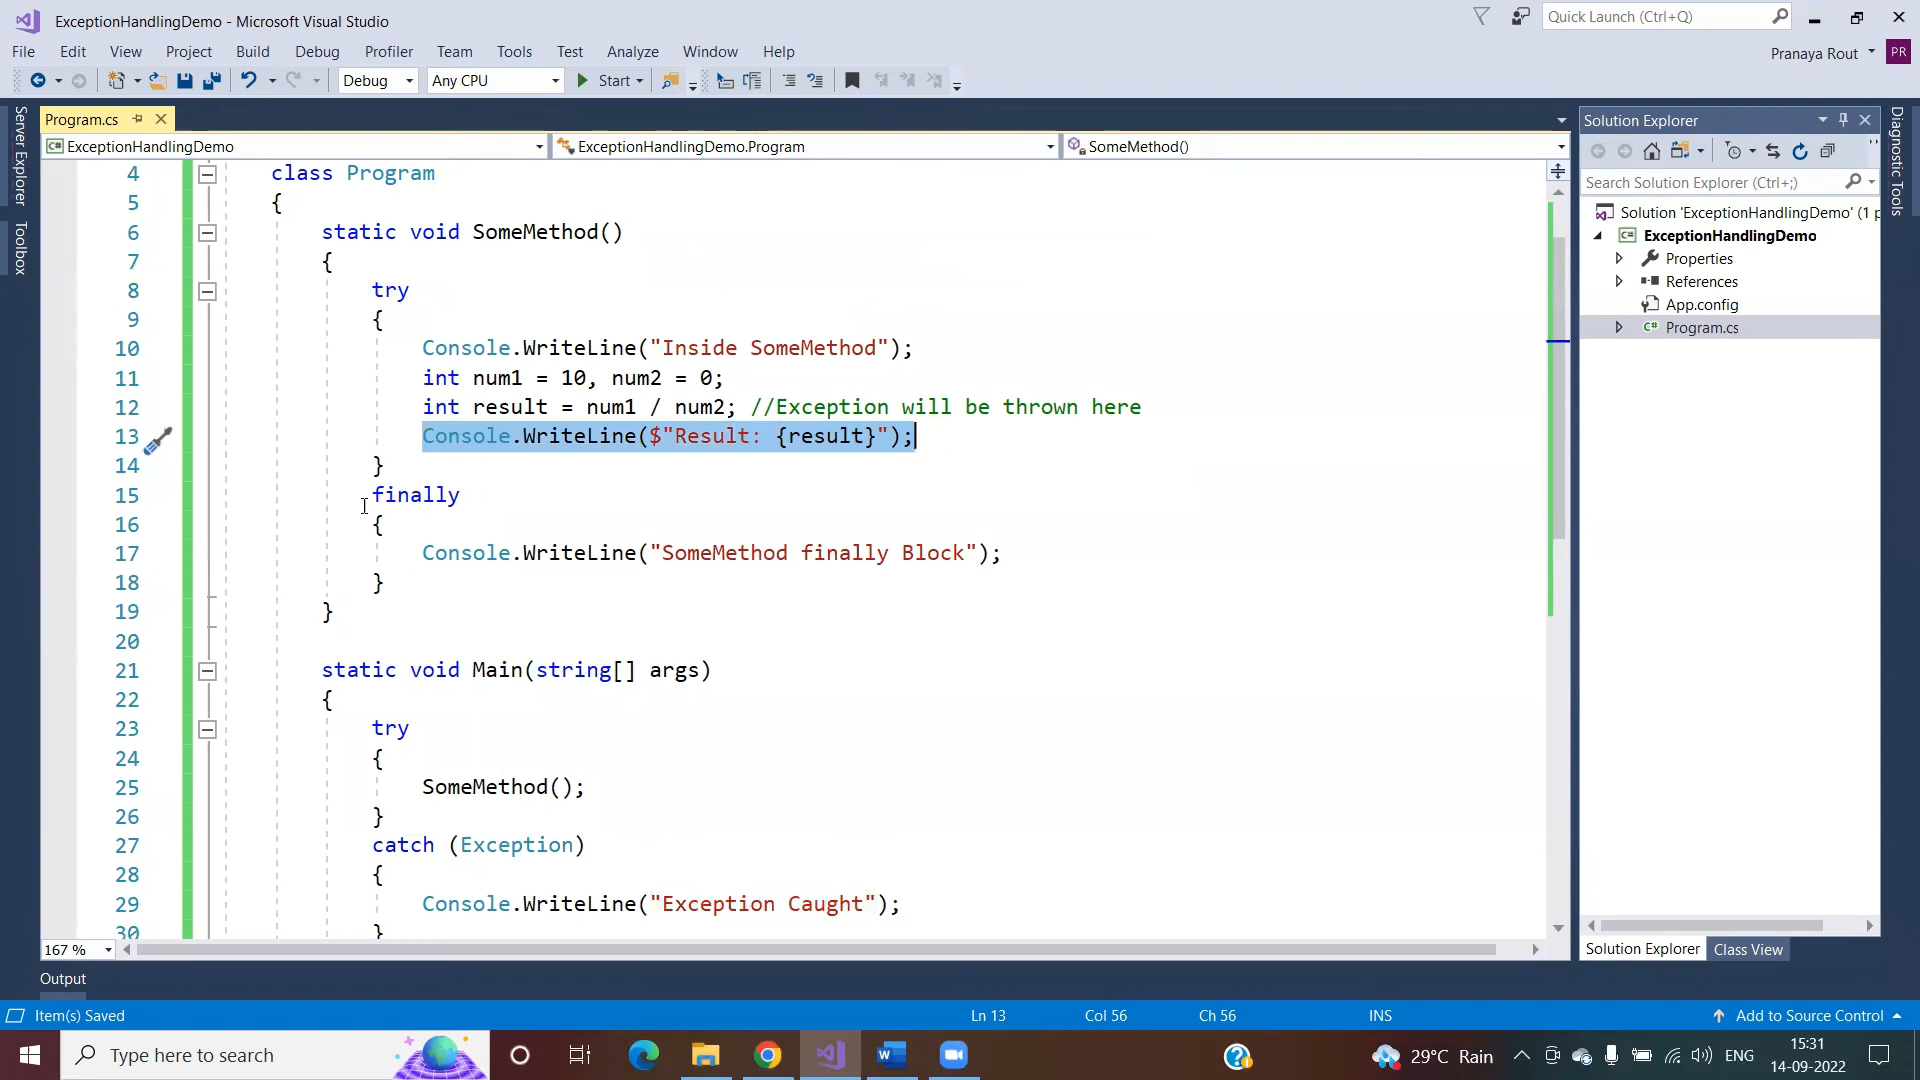 ExceptionHandlingDemo - Microsoft Visual Studio
Quick Launch (Ctrl+Q)
File Edit View Project Build Debug Profiler Team Tools Test Analyze Window Help
Pranaya Rout PR
Debug Any CPU Start
Server Explorer
Toolbox
Program.cs
ExceptionHandlingDemo ExceptionHandlingDemo.Program SomeMethod()
4 class Program
5 {
6 static void SomeMethod()
7 {
8 try
9 {
10 Console.WriteLine("Inside SomeMethod");
11 int num1 = 10, num2 = 0;
12 int result = num1 / num2; //Exception will be thrown here
13 Console.WriteLine($"Result: {result}");
14 }
15 finally
16 {
17 Console.WriteLine("SomeMethod finally Block");
18 }
19 }
20
21 static void Main(string[] args)
22 {
23 try
24 {
25 SomeMethod();
26 }
27 catch (Exception)
28 {
29 Console.WriteLine("Exception Caught");
30 }
167 %
Output
Solution Explorer
Search Solution Explorer (Ctrl+;)
Solution 'ExceptionHandlingDemo' (1 p
C# ExceptionHandlingDemo
Properties
References
App.config
C# Program.cs
Solution Explorer Class View
Diagnostic Tools
Item(s) Saved Ln 13 Col 56 Ch 56 INS Add to Source Control
Type here to search
29°C Rain ENG
15:31
14-09-2022